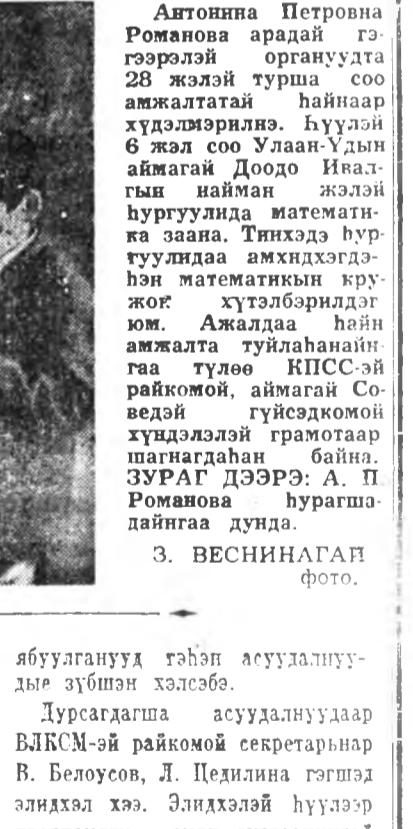 Антонина Петровна
Романова арадай гэ-
гээрэлэй органуудта
28 жэлэй турша соо
амжалтатай һайнаар
хүдэлмэрилнэ. Һүүлэй
6 жэл соо Улаан-Үдын
аймагай Доодо Ивал-
гын найман жэлэй
һургуулида математи-
ка заана. Тиихэдэ һур-
гуулидаа амхидхэгдэ-
һэн математикын кру-
жок хүтэлбэрилдэг
юм. Ажалдаа һайн
амжалта туйлаһанайн-
гаа түлөө КПСС-эй
райкомой, аймагай Со-
ведэй гүйсэдкомой
хүндэлэлэй грамотаар
шагнагдаһан байна.
ЗУРАГ ДЭЭРЭ: А. П
Романова һурагша-
дайнгаа дунда.
З. ВЕСНИНАГАЙ
фото.
ябуулганууд гэһэн асуудалнуу-
дые зүбшэн хэлсэбэ.
Дурсагдагша асуудалнуудаар
ВЛКСМ-эй райкомой секретарьнар
В. Белоусов, Л. Цедилина гэгшэд
элидхэл хээ. Элидхэлэй һүүлээр